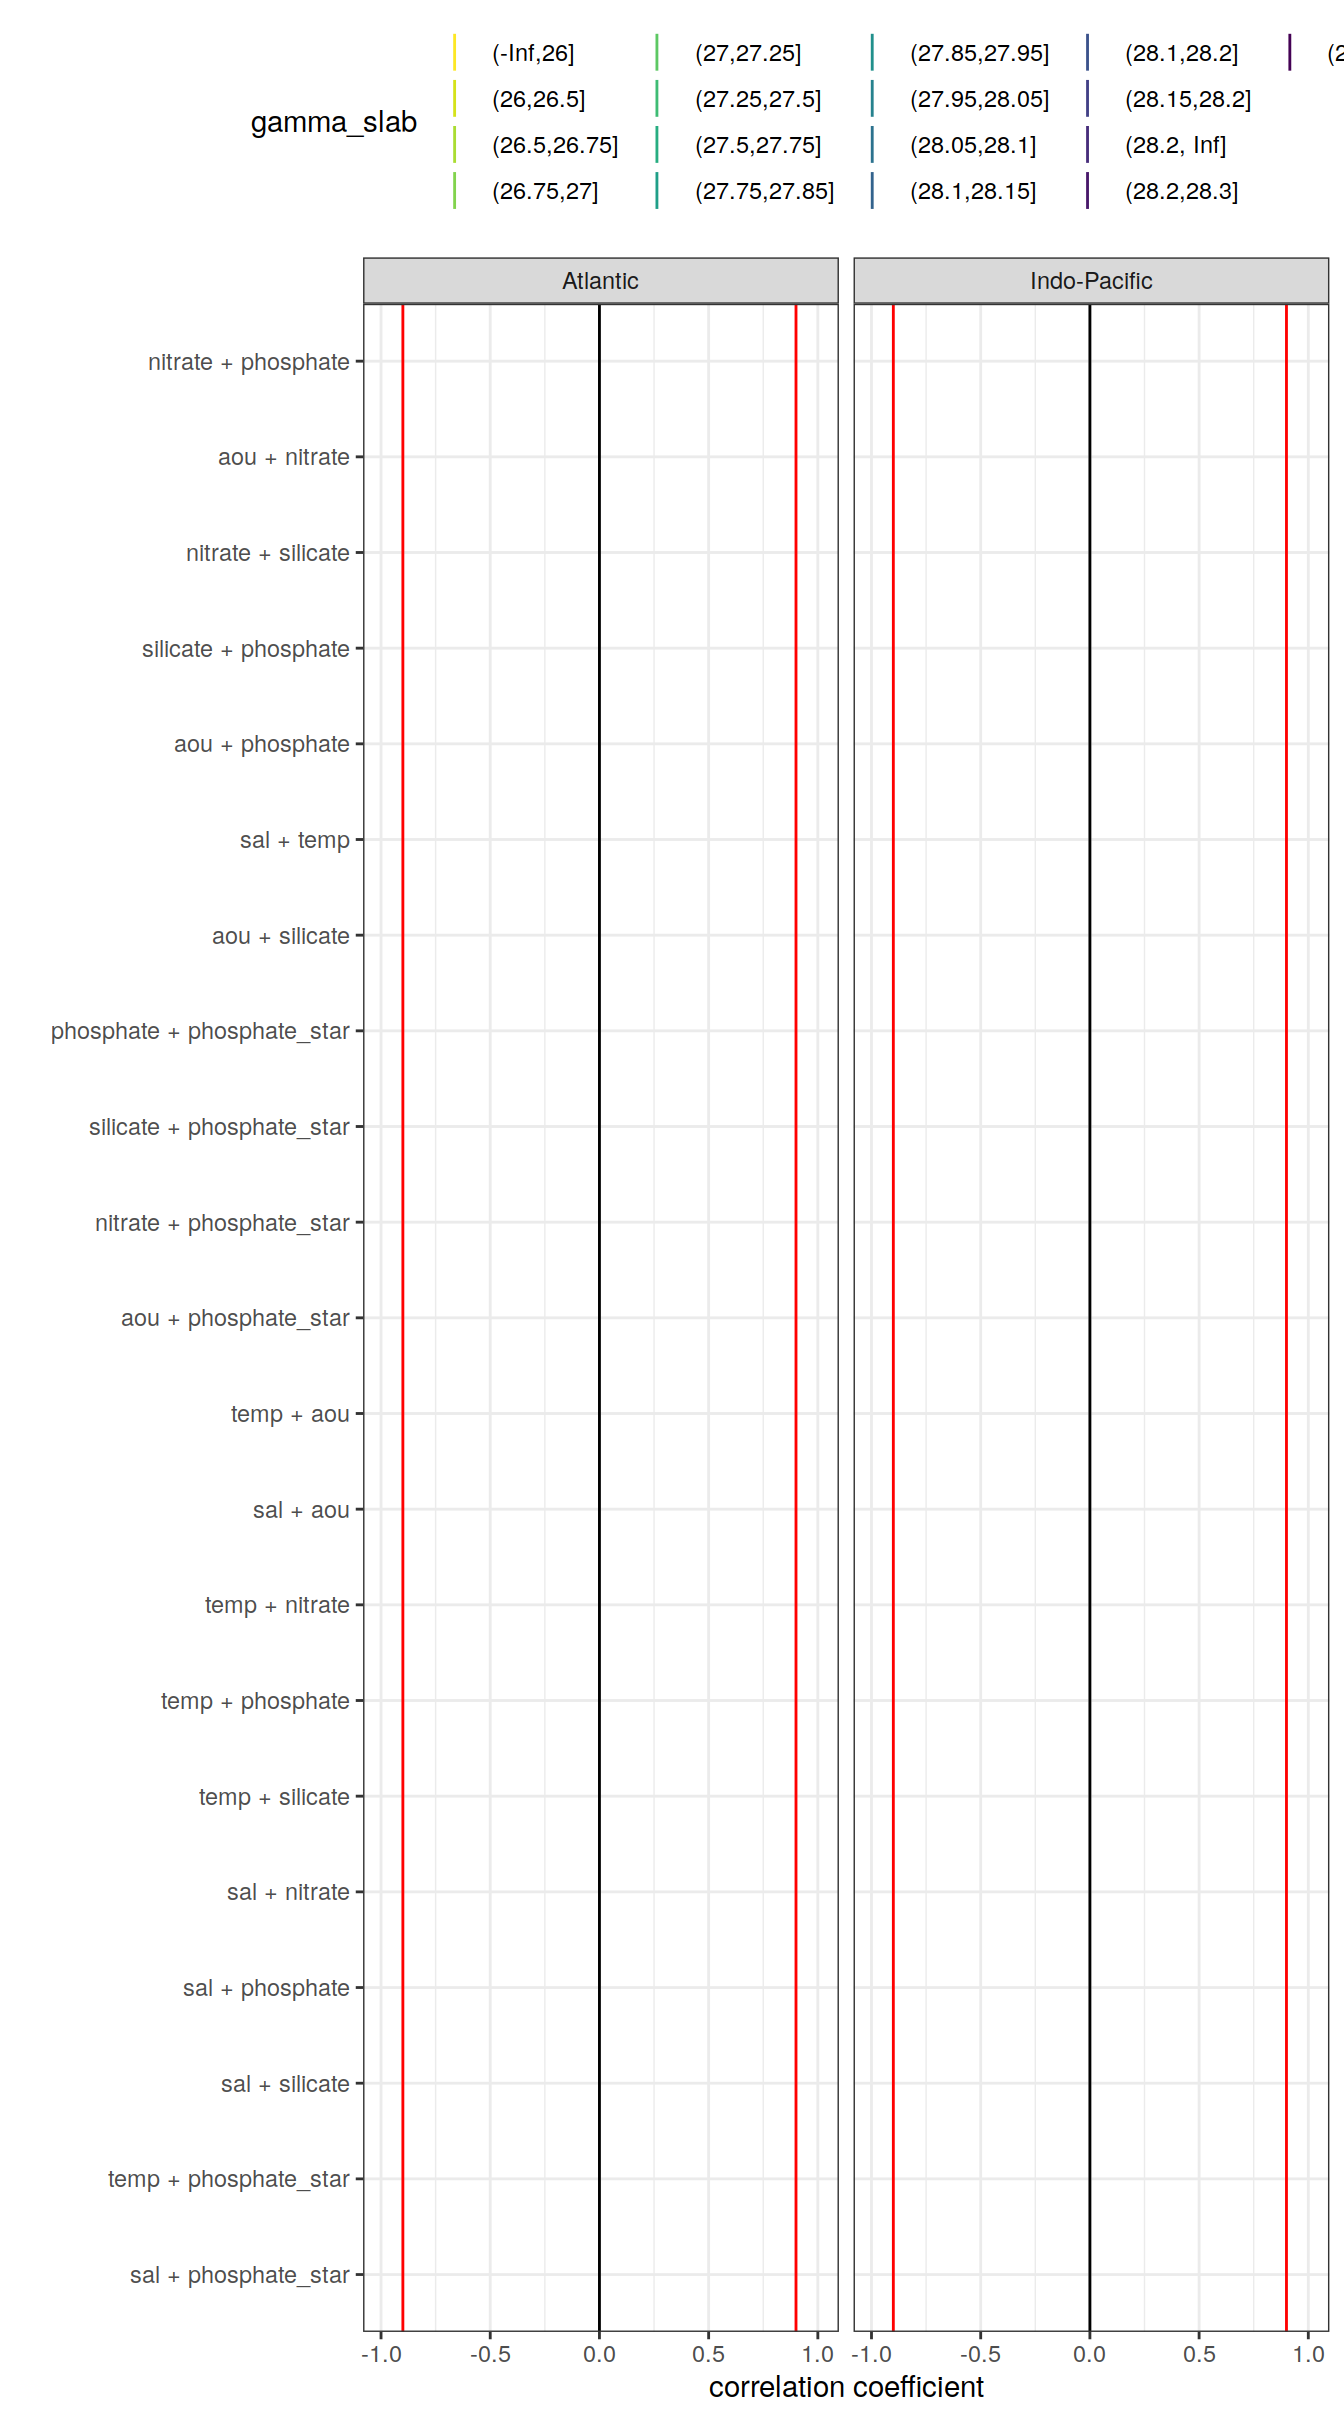 gamma_slab
(-Inf,26]
(26,26.5]
(26.5,26.75]
(26.75,27]
(27,27.25]
(27.25,27.5]
(27.5,27.75]
(27.75,27.85]
(27.85,27.95]
(27.95,28.05]
(28.05,28.1]
(28.1,28.15]
(28.1,28.2]
(28.15,28.2]
(28.2, Inf]
(28.2,28.3]
Atlantic
Indo-Pacific
nitrate + phosphate
aou + nitrate
nitrate + silicate
silicate + phosphate
aou + phosphate
sal + temp
aou + silicate
phosphate + phosphate_star
silicate + phosphate_star
nitrate + phosphate_star
aou + phosphate_star
temp + aou
sal + aou
temp + nitrate
temp + phosphate
temp + silicate
sal + nitrate
sal + phosphate
sal + silicate
temp + phosphate_star
sal + phosphate_star
-1.0 -0.5 0.0 0.5 1.0 -1.0 -0.5 0.0 0.5 1.0
correlation coefficient